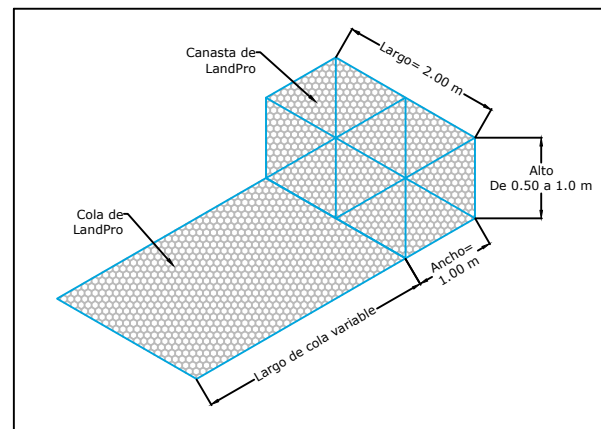 Canasta de
LandPro
Largo= 2.00 m
Alto
De 0.50 a 1.0 m
Cola de
LandPro
Ancho=
1.00 m
Largo de cola variable